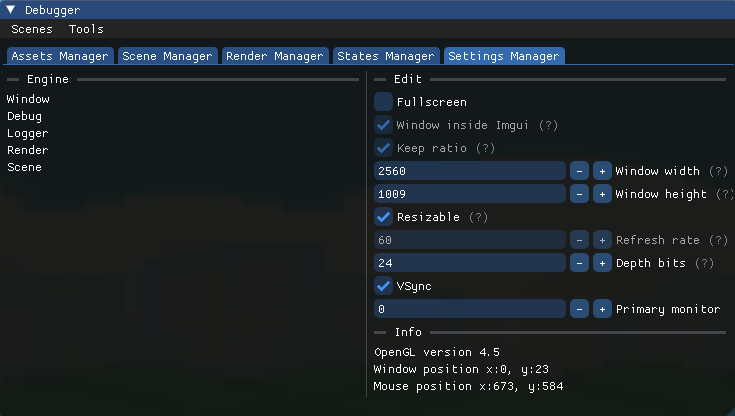 Debugger
Scenes Tools
Assets Manager Scene Manager Render Manager States Manager Settings Manager
Engine
Window
Debug
Logger
Render
Scene
Edit
Fullscreen
Window inside Imgui (?)
Keep ratio (?)
2560 - + Window width (?)
1009 - + Window height (?)
Resizable (?)
60 - + Refresh rate (?)
24 - + Depth bits (?)
VSync
0 - + Primary monitor
Info
OpenGL version 4.5
Window position x:0, y:23
Mouse position x:673, y:584